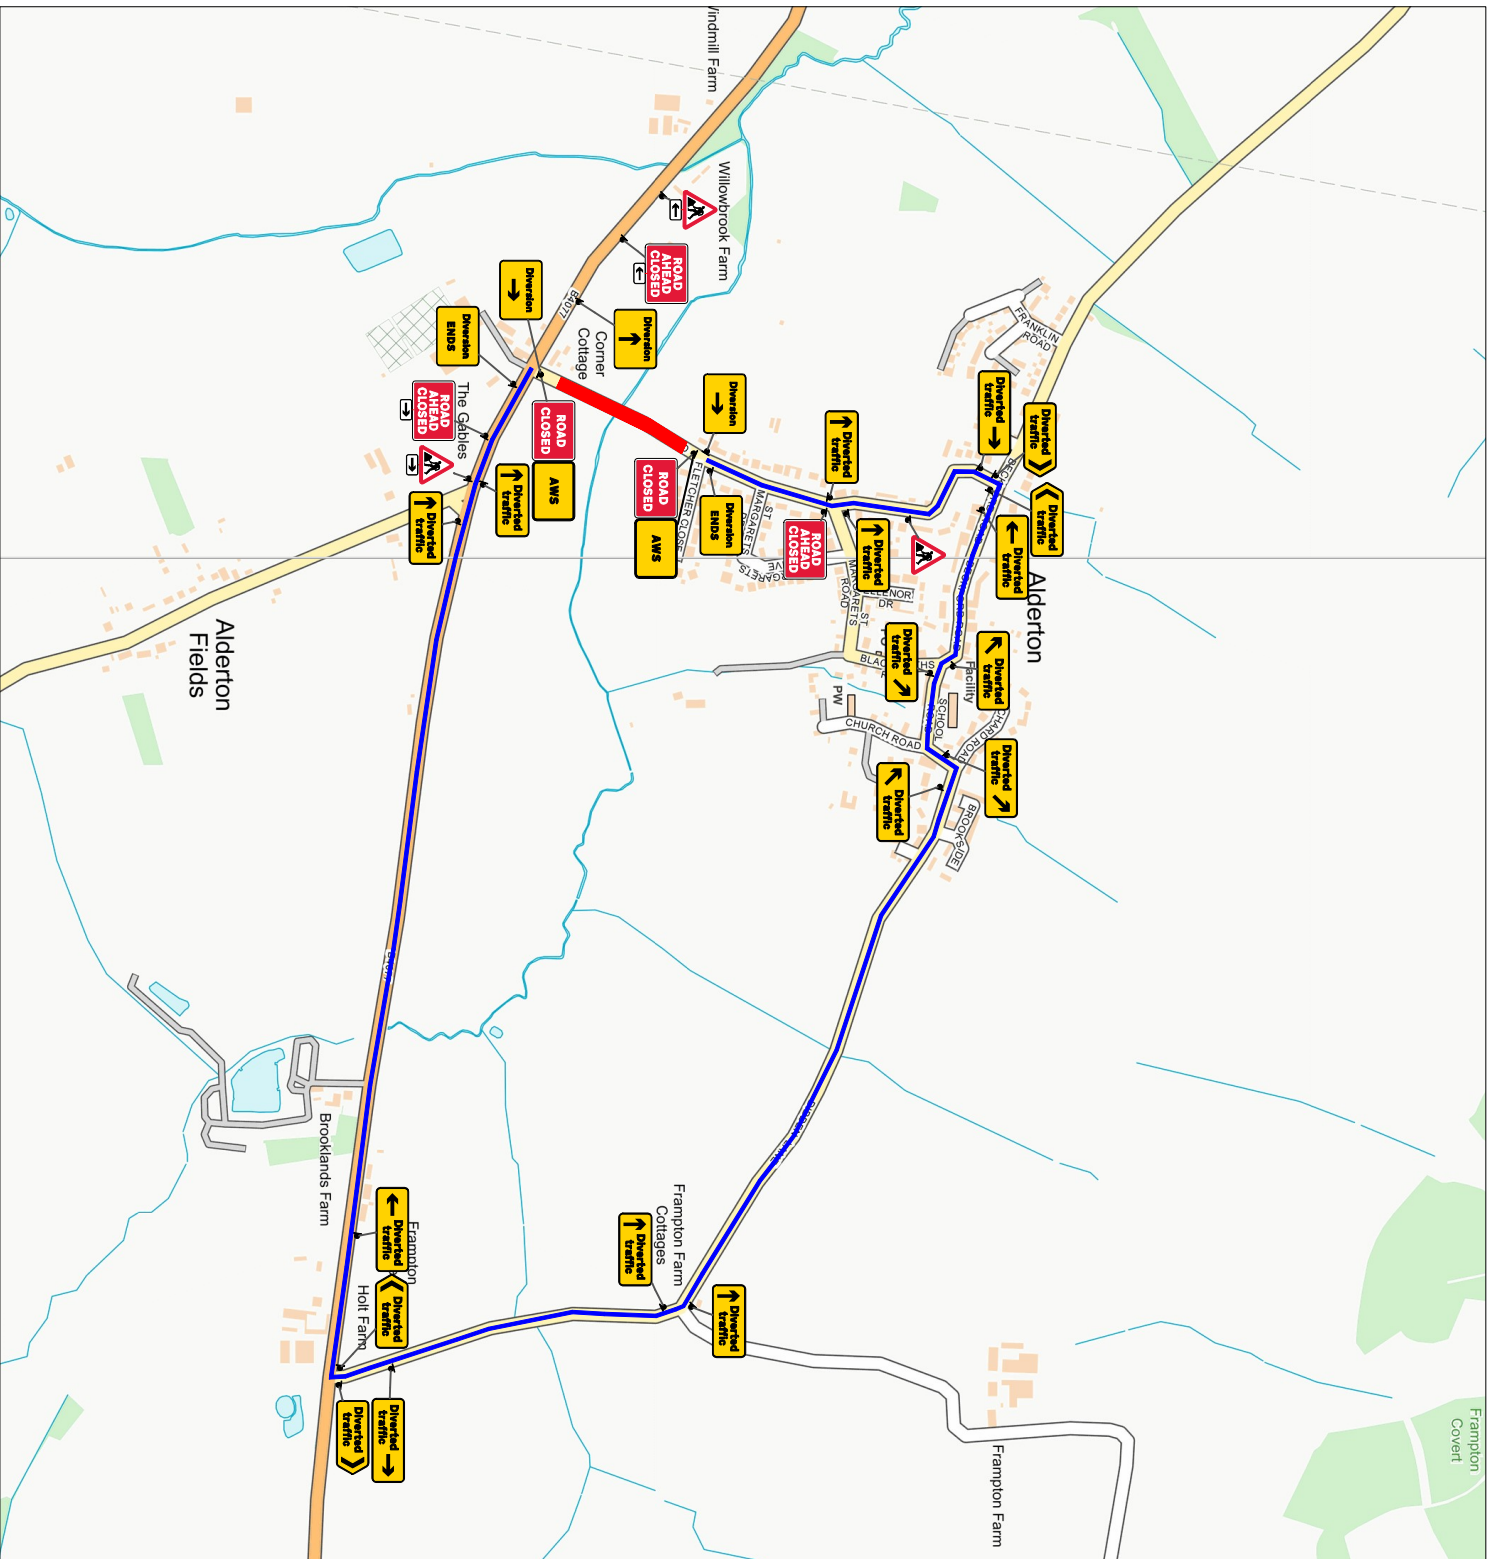 Windmill Farm
Willowbrook Farm
ROAD
AHEAD
CLOSED
B4077
Diversion
Corner
Cottage
Diversion
Diversion
ENDS
The Gables
ROAD
AHEAD
CLOSED
ROAD
CLOSED
AWS
Diverted
traffic
Diverted
traffic
Diversion
ROAD
CLOSED
AWS
FLETCHER CLOSE
Diversion
ENDS
ST
MARGARETS
Diverted
traffic
ROAD
AHEAD
CLOSED
Diverted
traffic
ST
MARGARETS
ROAD
DR
FRANKLIN
ROAD
Diverted
traffic
Diverted
traffic
Diverted
traffic
Diverted
traffic
Alderton
Diverted
traffic
Diverted
traffic
Facility
PW
SCHOOL
ROAD
CHURCH ROAD
Diverted
traffic
Diverted
traffic
BROOKSIDE
Alderton
Fields
Brooklands Farm
Frampton Farm
Cottages
Diverted
traffic
Diverted
traffic
Frampton
Diverted
traffic
Diverted
traffic
Holt Farm
Diverted
traffic
Diverted
traffic
Frampton Farm
Frampton
Covert